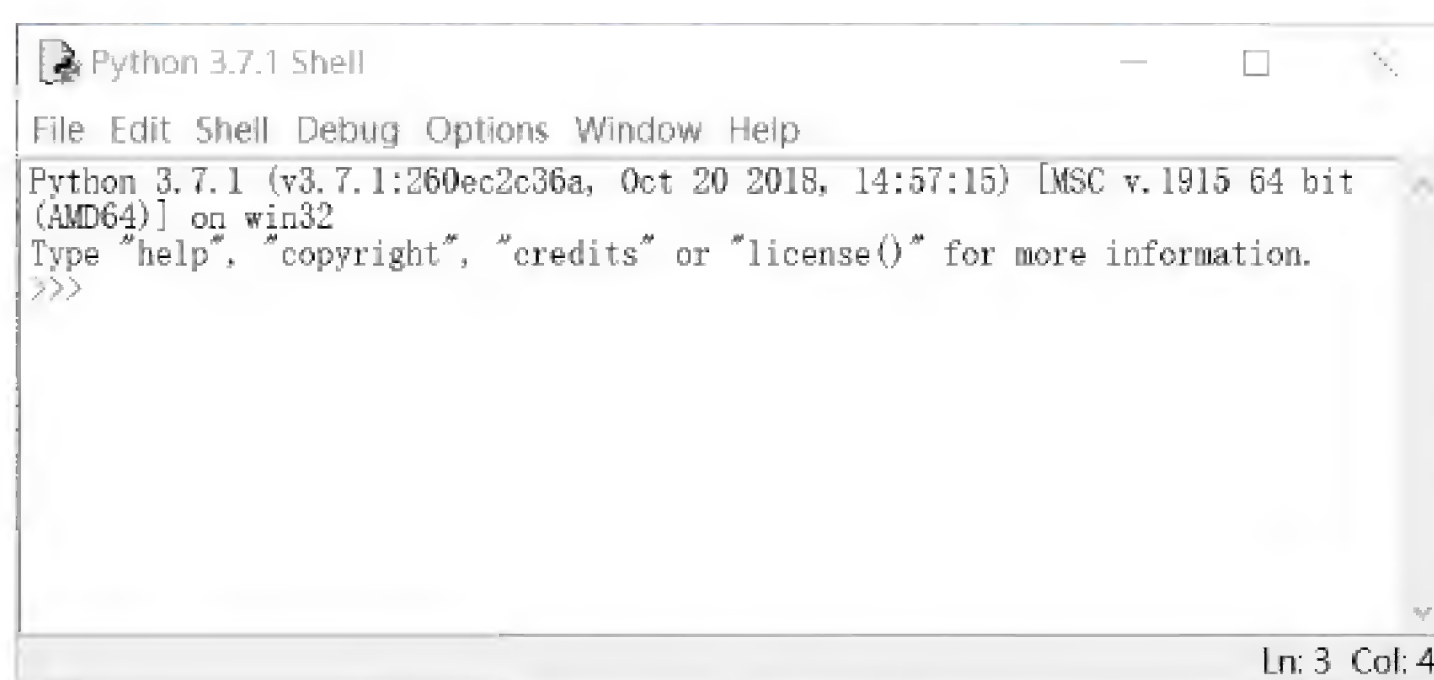 Python 3.7.1 Shell
File Edit Shell Debug Options Window Help
Python 3.7.1 (v3.7.1:260ec2c36a, Oct 20 2018, 14:57:15) [MSC v.1915 64 bit
(AMD64)] on win32
Type "help", "copyright", "credits" or "license()" for more information.
>>>
Ln: 3 Col: 4